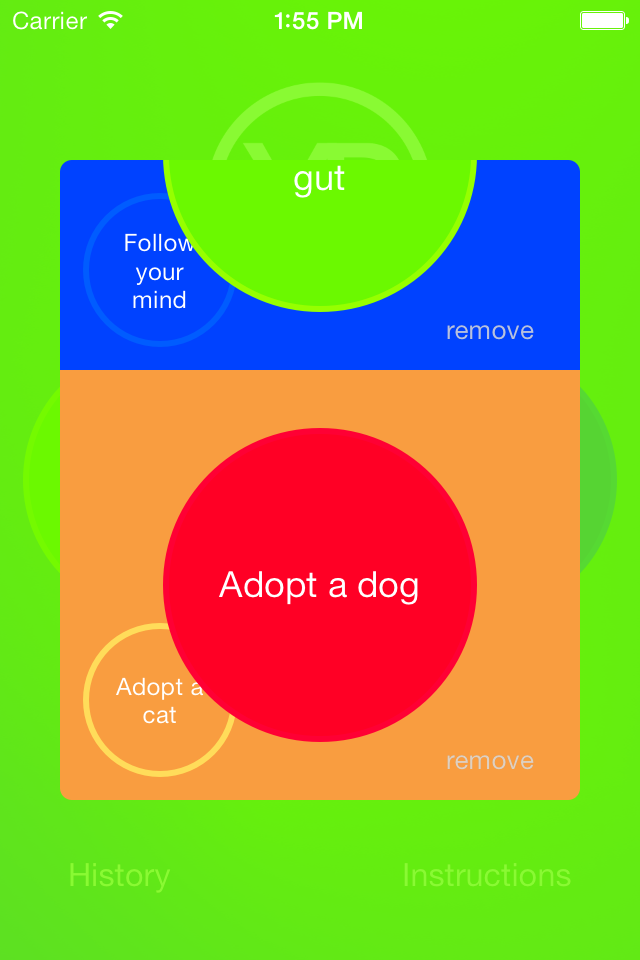 Carrier 1:55 PM
gut
Follow
your
mind
remove
Adopt a dog
Adopt a
cat
remove
History Instructions